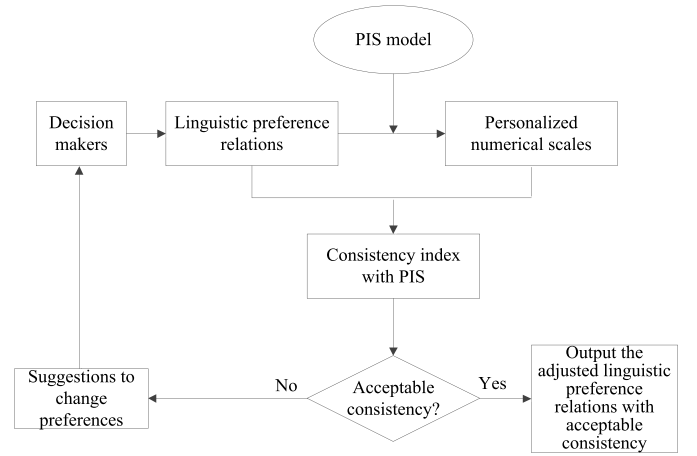 PIS model
Decision
makers
Linguistic preference
relations
Personalized
numerical scales
Consistency index
with PIS
Suggestions to
change
preferences
No
Acceptable
consistency?
Yes
Output the
adjusted linguistic
preference
relations with
acceptable
consistency